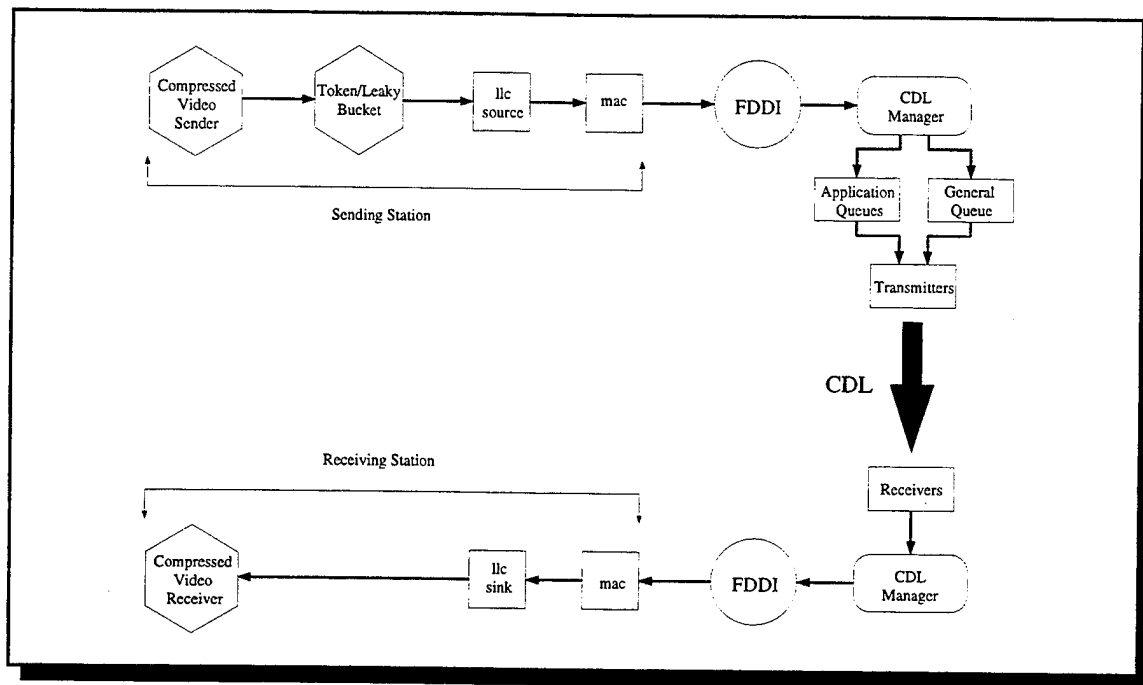 Compressed
Video
Sender
Token/Leaky
Bucket
llc
source
mac
FDDI
CDL
Manager
Sending Station
Application
Queues
General
Queue
Transmitters
CDL
Receiving Station
Receivers
Compressed
Video
Receiver
llc
sink
mac
FDDI
CDL
Manager